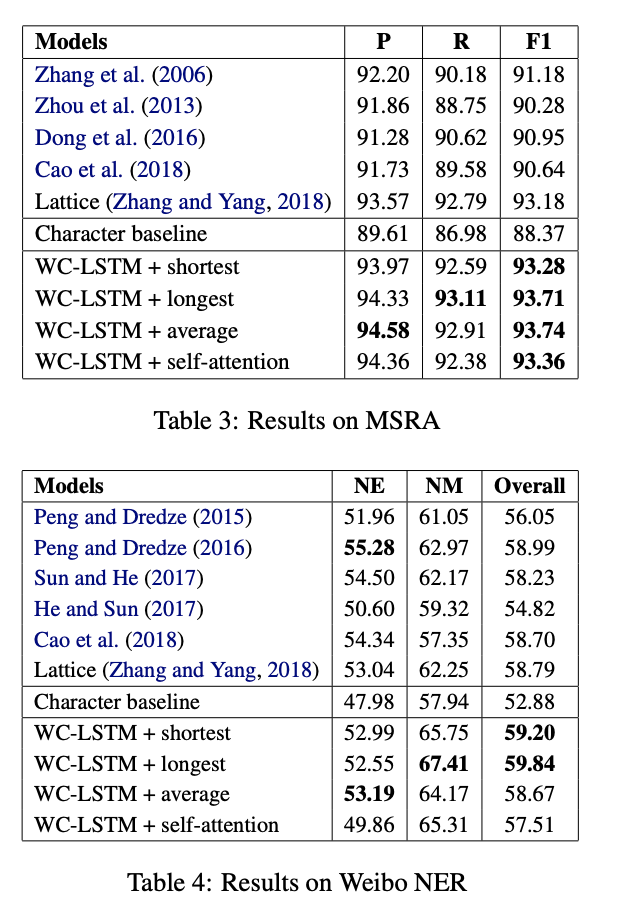 Models P R F1
Zhang et al. (2006) 92.20 90.18 91.18
Zhou et al. (2013) 91.86 88.75 90.28
Dong et al. (2016) 91.28 90.62 90.95
Cao et al. (2018) 91.73 89.58 90.64
Lattice (Zhang and Yang, 2018) 93.57 92.79 93.18
Character baseline 89.61 86.98 88.37
WC-LSTM + shortest 93.97 92.59 93.28
WC-LSTM + longest 94.33 93.11 93.71
WC-LSTM + average 94.58 92.91 93.74
WC-LSTM + self-attention 94.36 92.38 93.36
Table 3: Results on MSRA
Models NE NM Overall
Peng and Dredze (2015) 51.96 61.05 56.05
Peng and Dredze (2016) 55.28 62.97 58.99
Sun and He (2017) 54.50 62.17 58.23
He and Sun (2017) 50.60 59.32 54.82
Cao et al. (2018) 54.34 57.35 58.70
Lattice (Zhang and Yang, 2018) 53.04 62.25 58.79
Character baseline 47.98 57.94 52.88
WC-LSTM + shortest 52.99 65.75 59.20
WC-LSTM + longest 52.55 67.41 59.84
WC-LSTM + average 53.19 64.17 58.67
WC-LSTM + self-attention 49.86 65.31 57.51
Table 4: Results on Weibo NER